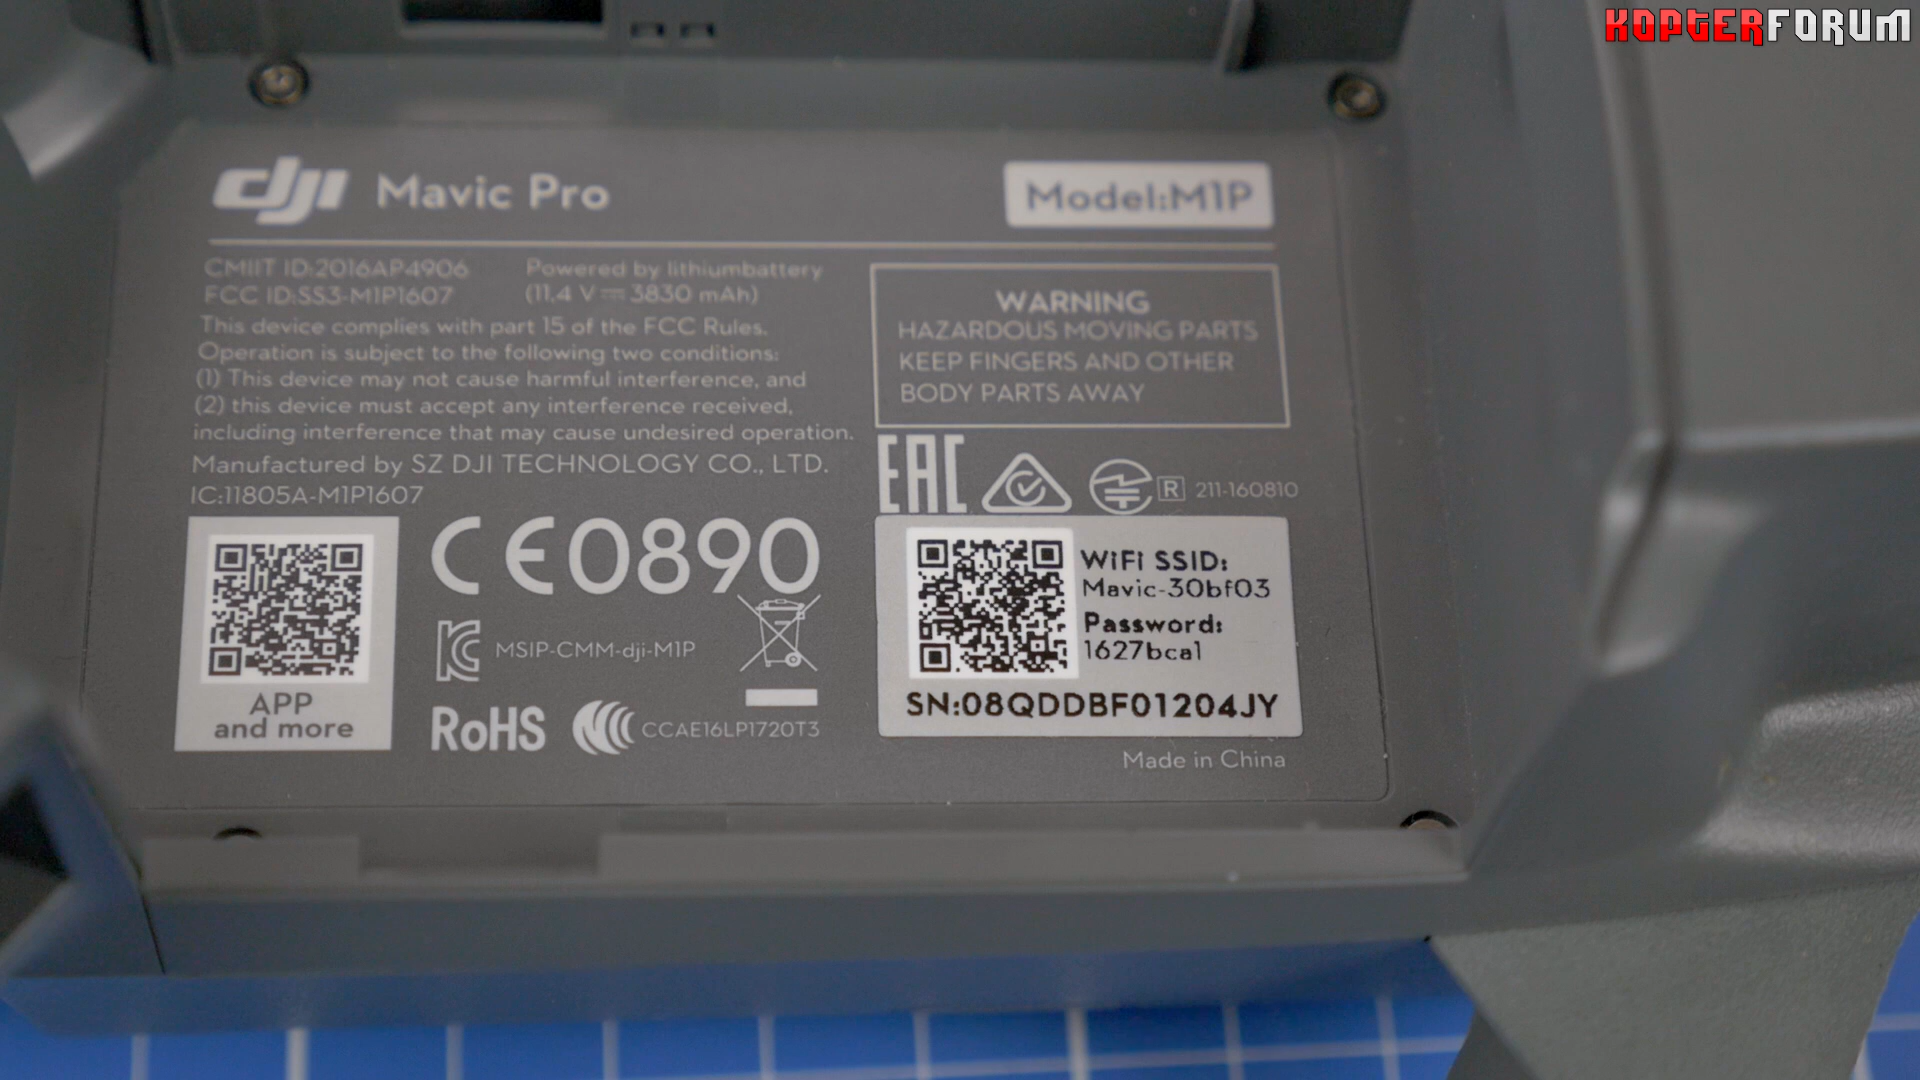 KOPTERFORUM
dji Mavic Pro
Model:M1P
CMIIT ID:2016AP4906
FCC ID:SS3-M1P1607
Powered by lithiumbattery
(11.4 V⎓3830 mAh)
This device complies with part 15 of the FCC Rules.
Operation is subject to the following two conditions:
(1) This device may not cause harmful interference, and
(2) this device must accept any interference received,
including interference that may cause undesired operation.
Manufactured by SZ DJI TECHNOLOGY CO., LTD.
IC:11805A-M1P1607
WARNING
HAZARDOUS MOVING PARTS
KEEP FINGERS AND OTHER
BODY PARTS AWAY
EAC
R 211-160810
APP
and more
CE0890
KC MSIP-CMM-dji-M1P
RoHS
CCAE16LP1720T3
WiFi SSID:
Mavic-30bf03
Password:
1627bca1
SN:08QDDBF01204JY
Made in China